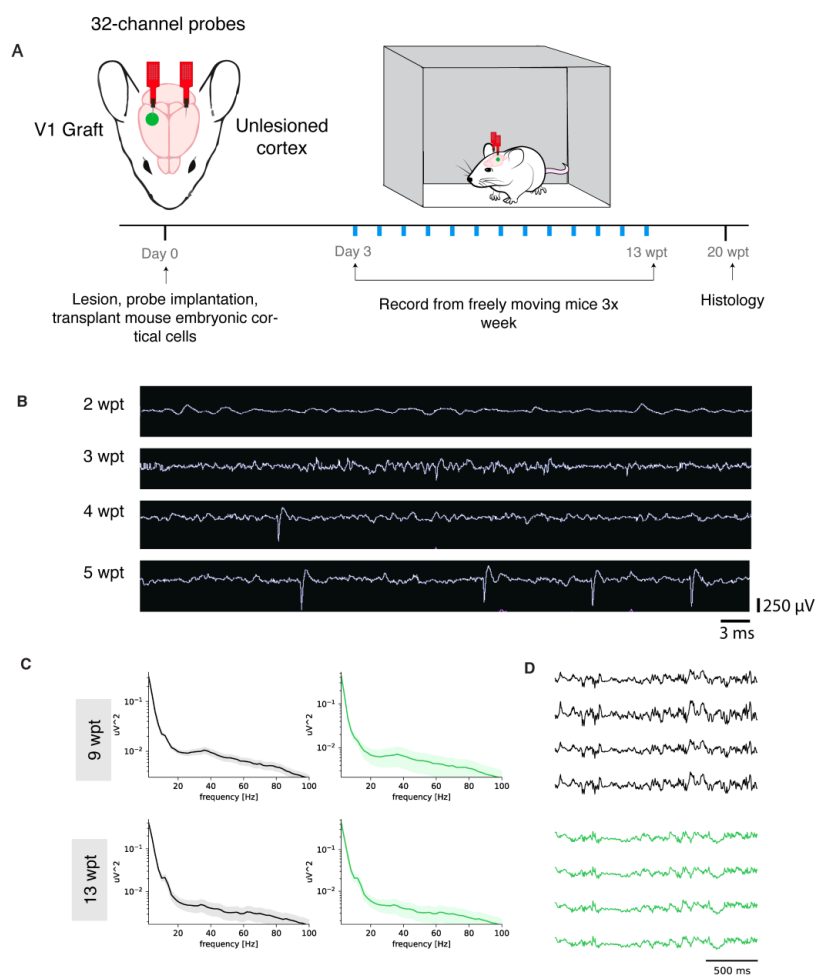 32-channel probes
A
V1 Graft
Unlesioned
cortex
Day 0
Day 3
13 wpt
20 wpt
Lesion, probe implantation,
transplant mouse embryonic cor-
tical cells
Record from freely moving mice 3x
week
Histology
B
2 wpt
3 wpt
4 wpt
5 wpt
250 µV
3 ms
C
D
9 wpt
uV^2
10⁻¹
10⁻²
20 40 60 80 100
frequency [Hz]
uV^2
10⁻¹
10⁻²
20 40 60 80 100
frequency [Hz]
13 wpt
uV^2
10⁻¹
10⁻²
20 40 60 80 100
frequency [Hz]
uV^2
10⁻¹
10⁻²
20 40 60 80 100
frequency [Hz]
500 ms